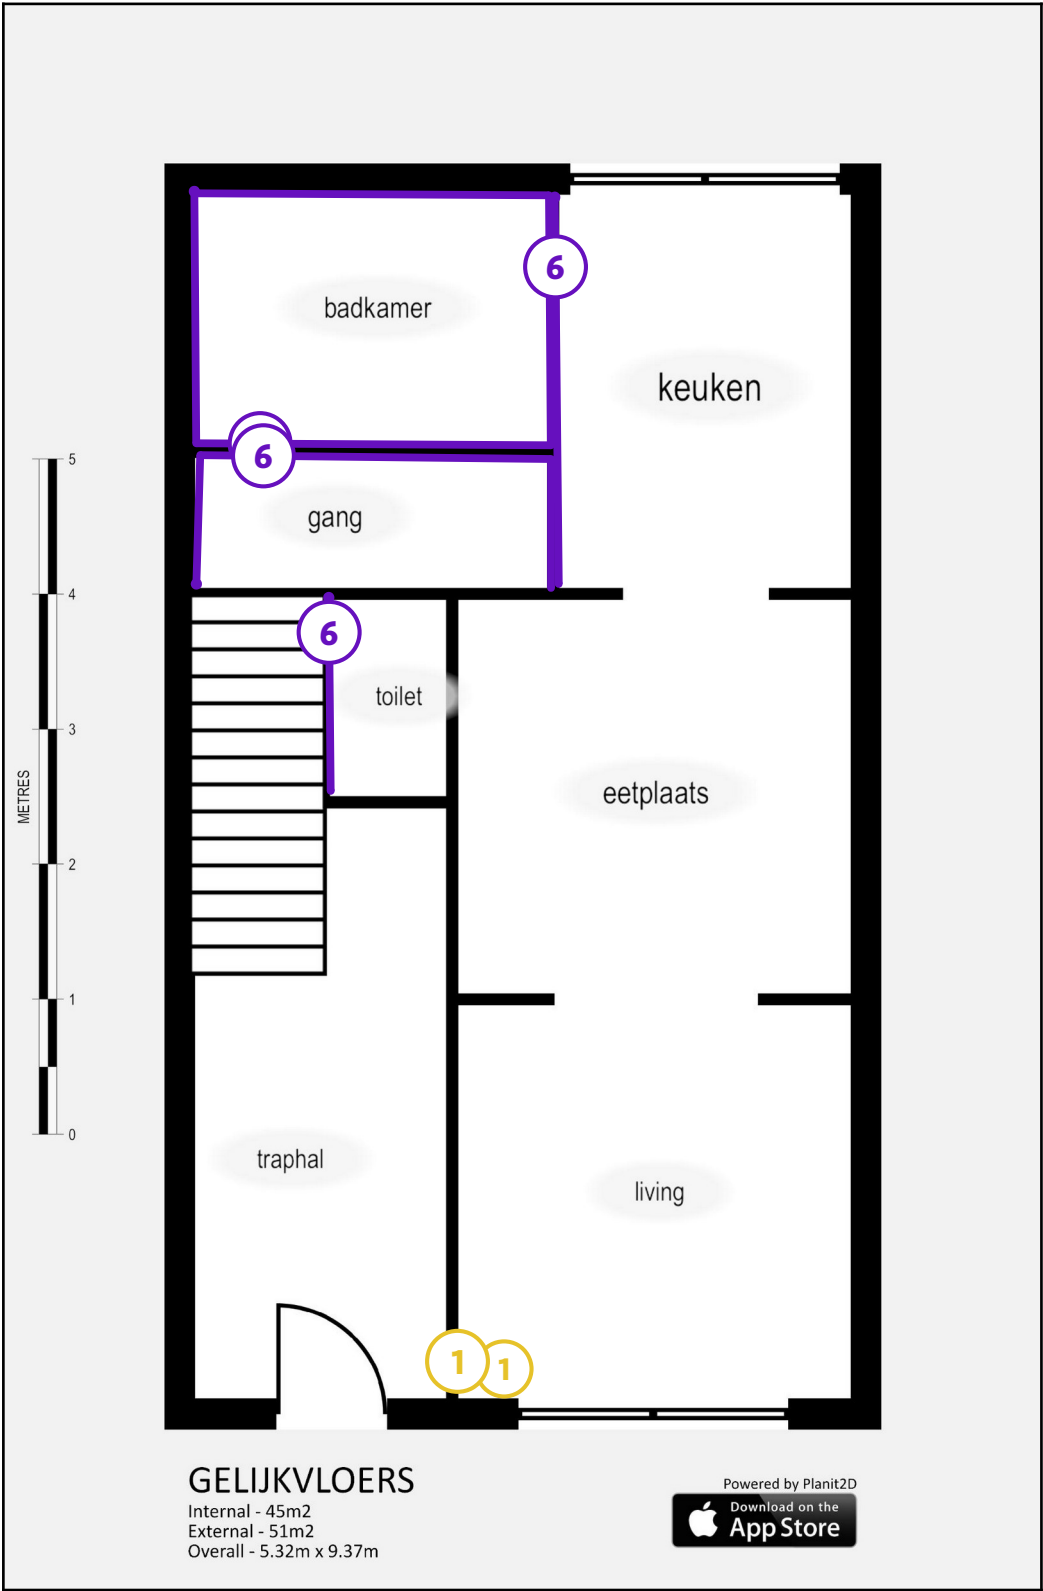 6
badkamer
keuken
6
5
gang
4
6
toilet
3
METRES
eetplaats
2
1
traphal
living
0
1
1
GELIJKVLOERS
Internal - 45m2
External - 51m2
Overall - 5.32m x 9.37m
Powered by Planit2D
Download on the
App Store